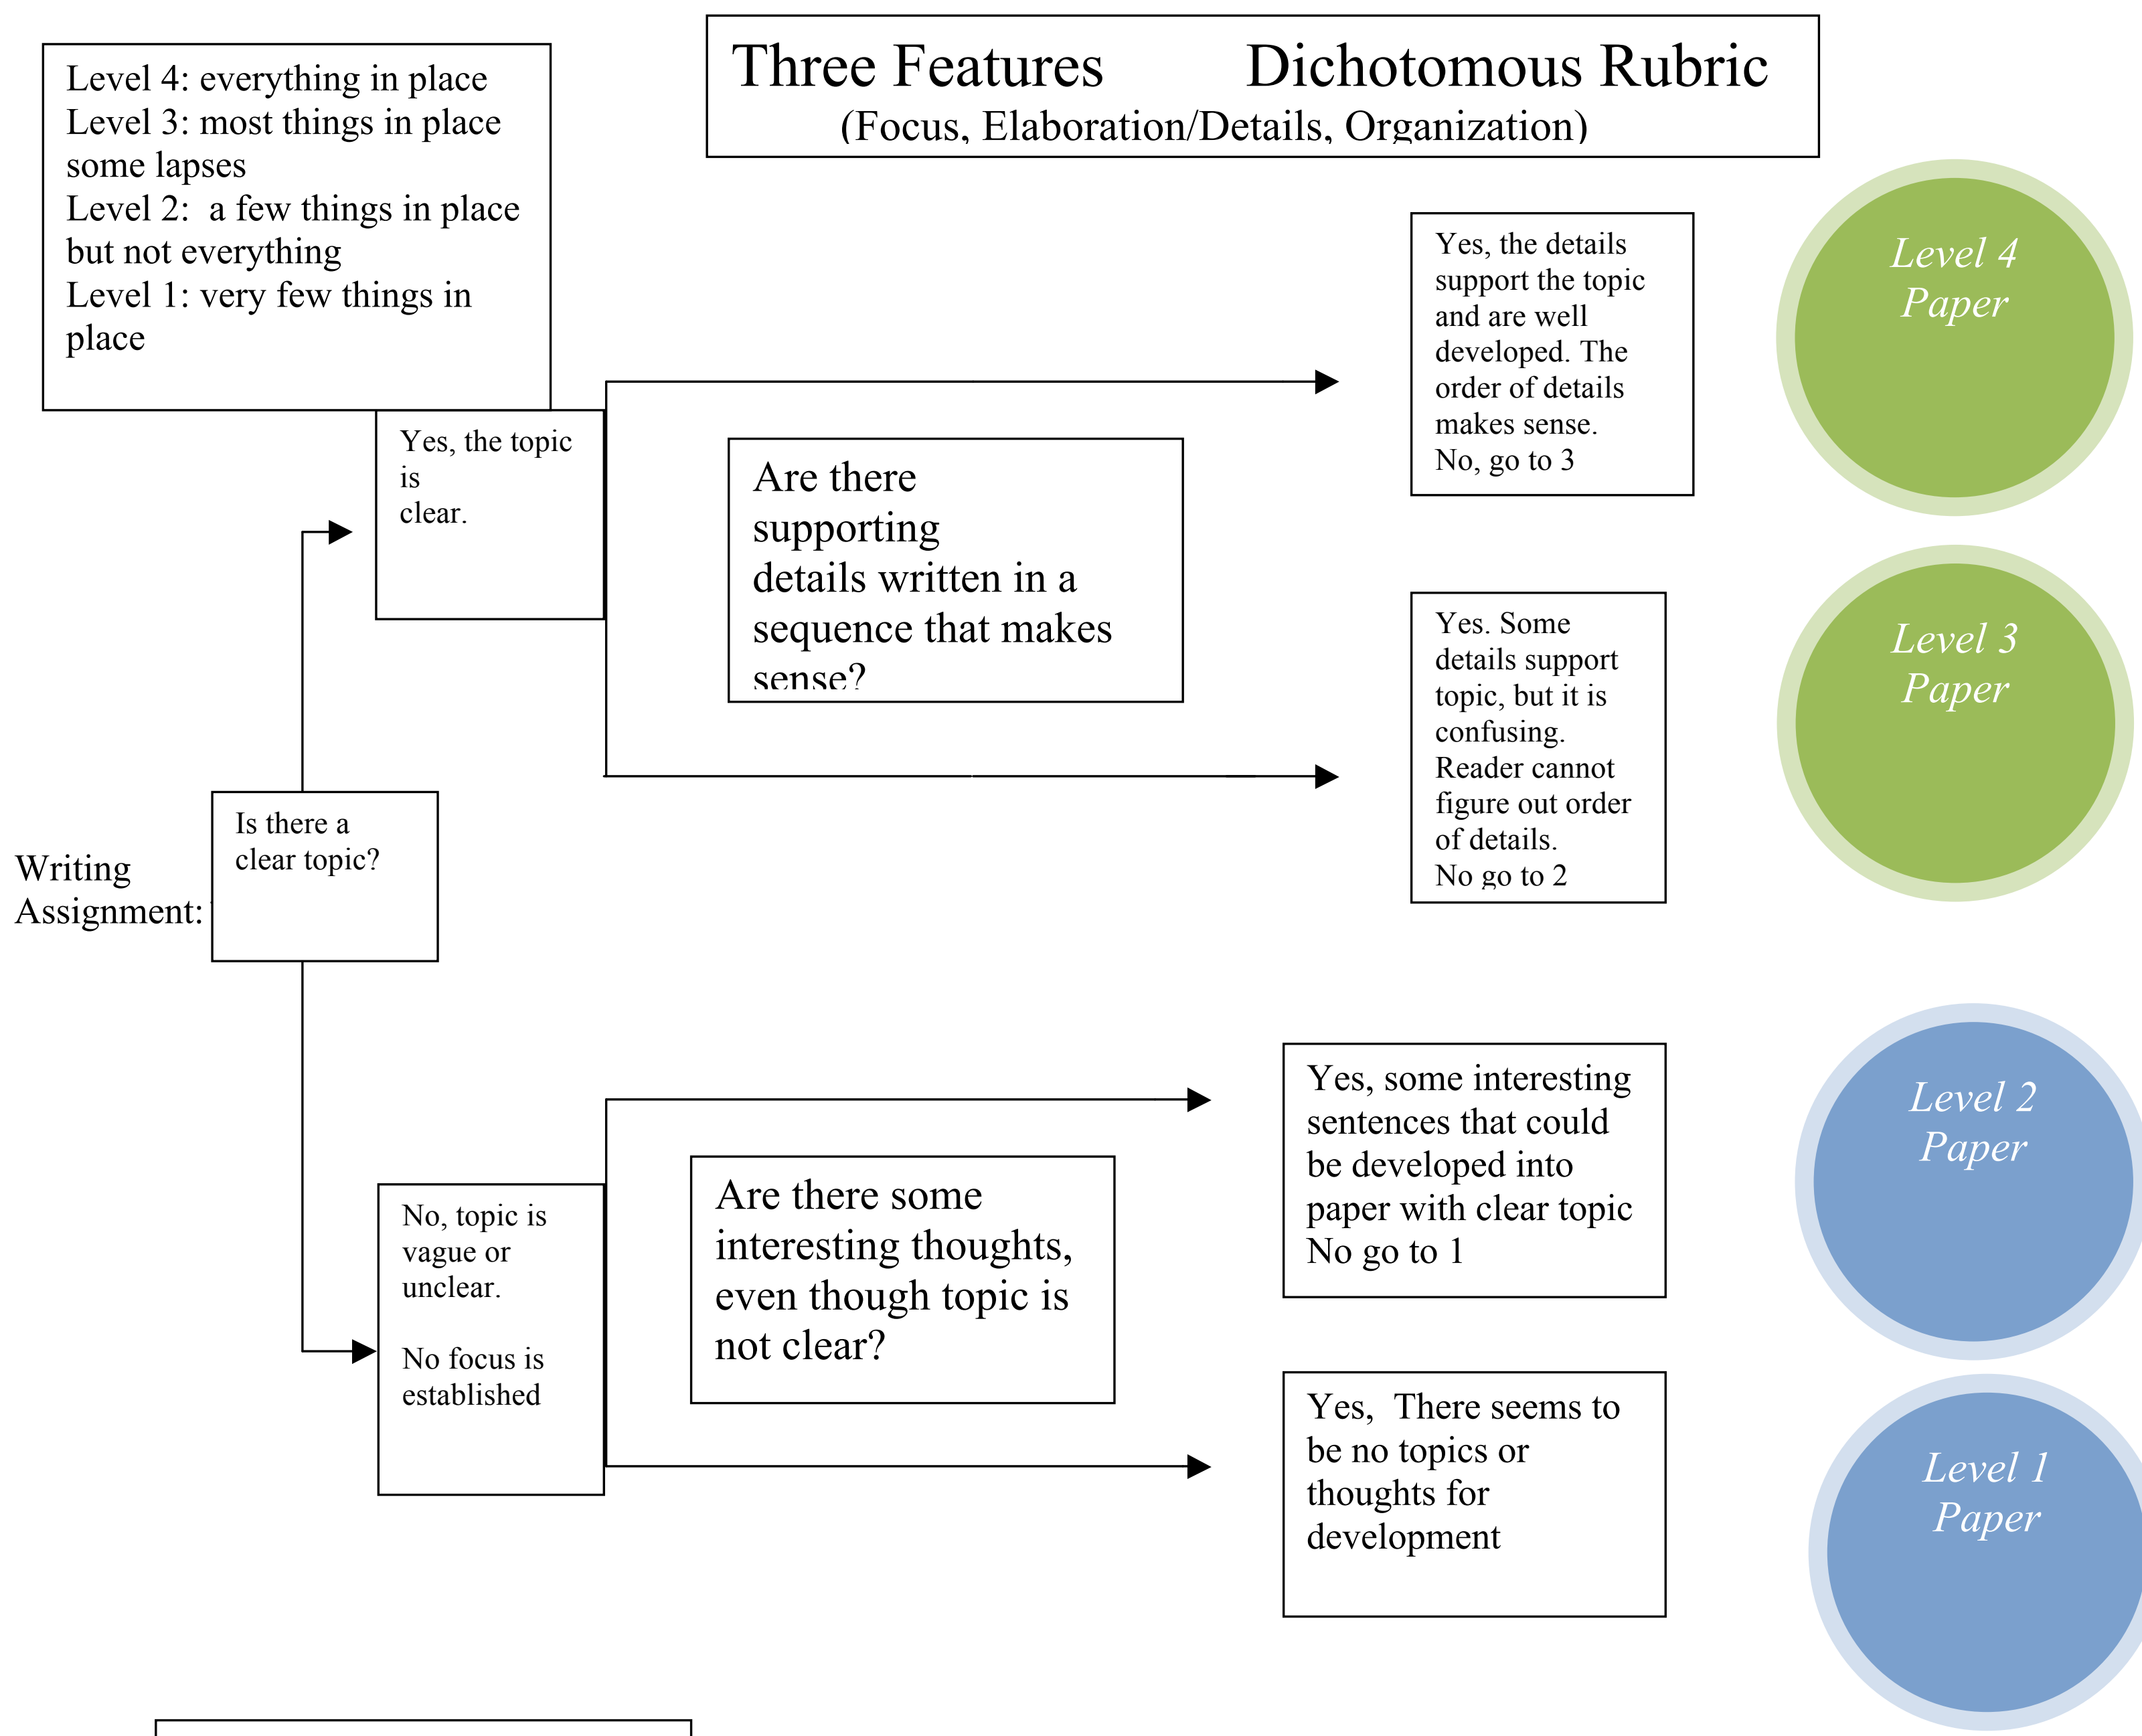 Three Features Dichotomous Rubric
(Focus, Elaboration/Details, Organization)
Level 4: everything in place
Level 3: most things in place
some lapses
Level 2:  a few things in place
but not everything
Level 1: very few things in
place
Writing
Assignment:
Is there a
clear topic?
Yes, the topic
is
clear.
Are there
supporting
details written in a
sequence that makes
sense?
Yes, the details
support the topic
and are well
developed. The
order of details
makes sense.
No, go to 3
Level 4
Paper
Yes. Some
details support
topic, but it is
confusing.
Reader cannot
figure out order
of details.
No go to 2
Level 3
Paper
No, topic is
vague or
unclear.
No focus is
established
Are there some
interesting thoughts,
even though topic is
not clear?
Yes, some interesting
sentences that could
be developed into
paper with clear topic
No go to 1
Level 2
Paper
Yes,  There seems to
be no topics or
thoughts for
development
Level 1
Paper